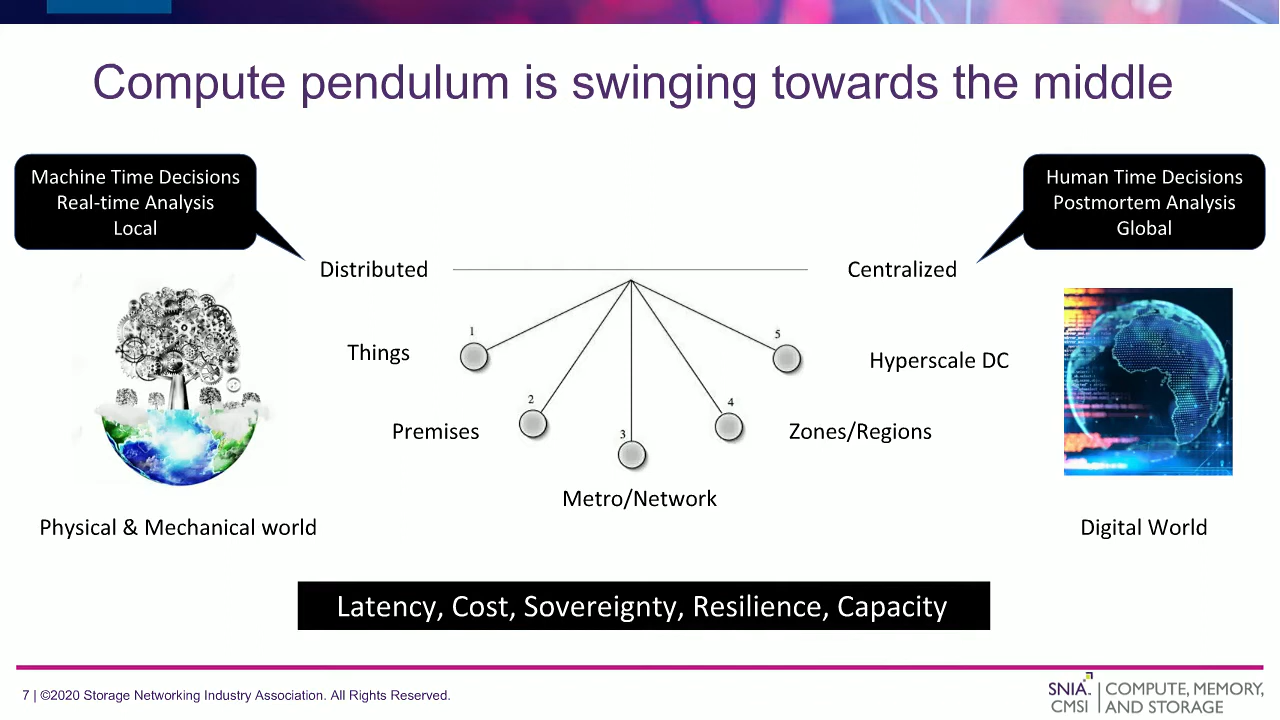 Compute pendulum is swinging towards the middle
Machine Time Decisions
Real-time Analysis
Local
Human Time Decisions
Postmortem Analysis
Global
Distributed
Centralized
1
5
Things
Hyperscale DC
2
4
Premises
3
Zones/Regions
Metro/Network
Physical & Mechanical world
Digital World
Latency, Cost, Sovereignty, Resilience, Capacity
7 | ©2020 Storage Networking Industry Association. All Rights Reserved.
SNIA.
CMSI
COMPUTE, MEMORY,
AND STORAGE